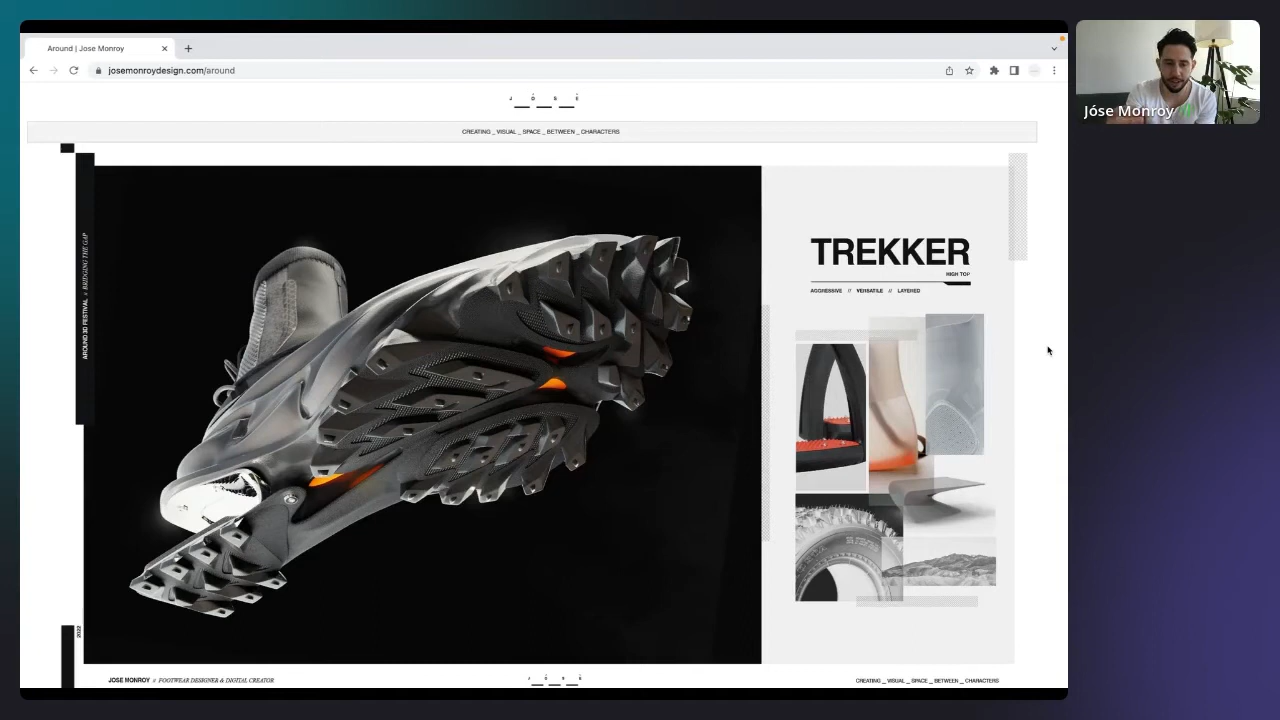 Around | Jose Monroy
josemonroydesign.com/around
J O S E
CREATING _ VISUAL _ SPACE _ BETWEEN _ CHARACTERS
AROUND 3D FESTIVAL // BRIDGING THE GAP
TREKKER
HIGH TOP
AGGRESSIVE // VERSATILE // LAYERED
2022
JOSE MONROY // FOOTWEAR DESIGNER & DIGITAL CREATOR
J O S E
CREATING _ VISUAL _ SPACE _ BETWEEN _ CHARACTERS
Jóse Monroy